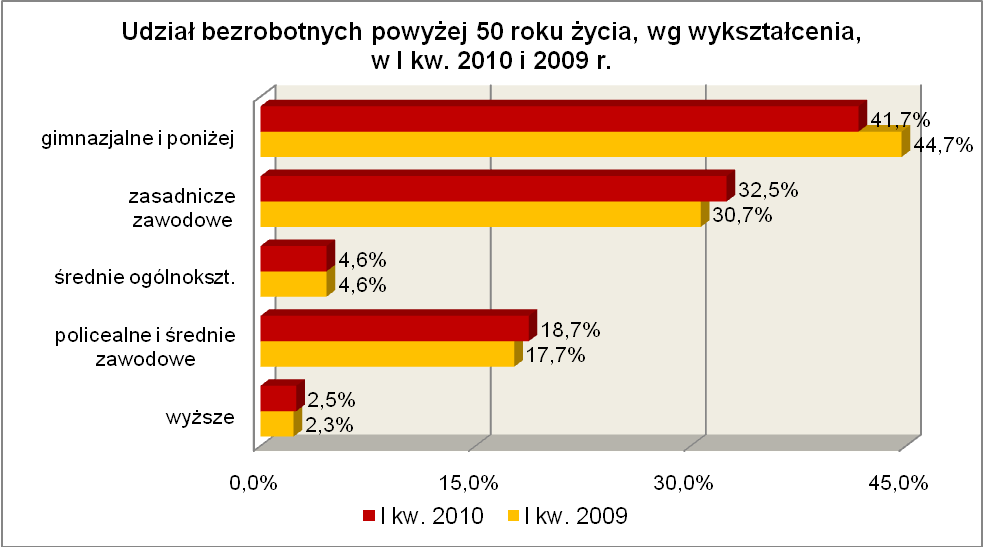 Udział bezrobotnych powyżej 50 roku życia, wg wykształcenia,
w I kw. 2010 i 2009 r.
gimnazjalne i poniżej
41,7%
44,7%
zasadnicze
zawodowe
32,5%
30,7%
średnie ogólnokszt.
4,6%
4,6%
policealne i średnie
zawodowe
18,7%
17,7%
wyższe
2,5%
2,3%
0,0% 15,0% 30,0% 45,0%
I kw. 2010 I kw. 2009